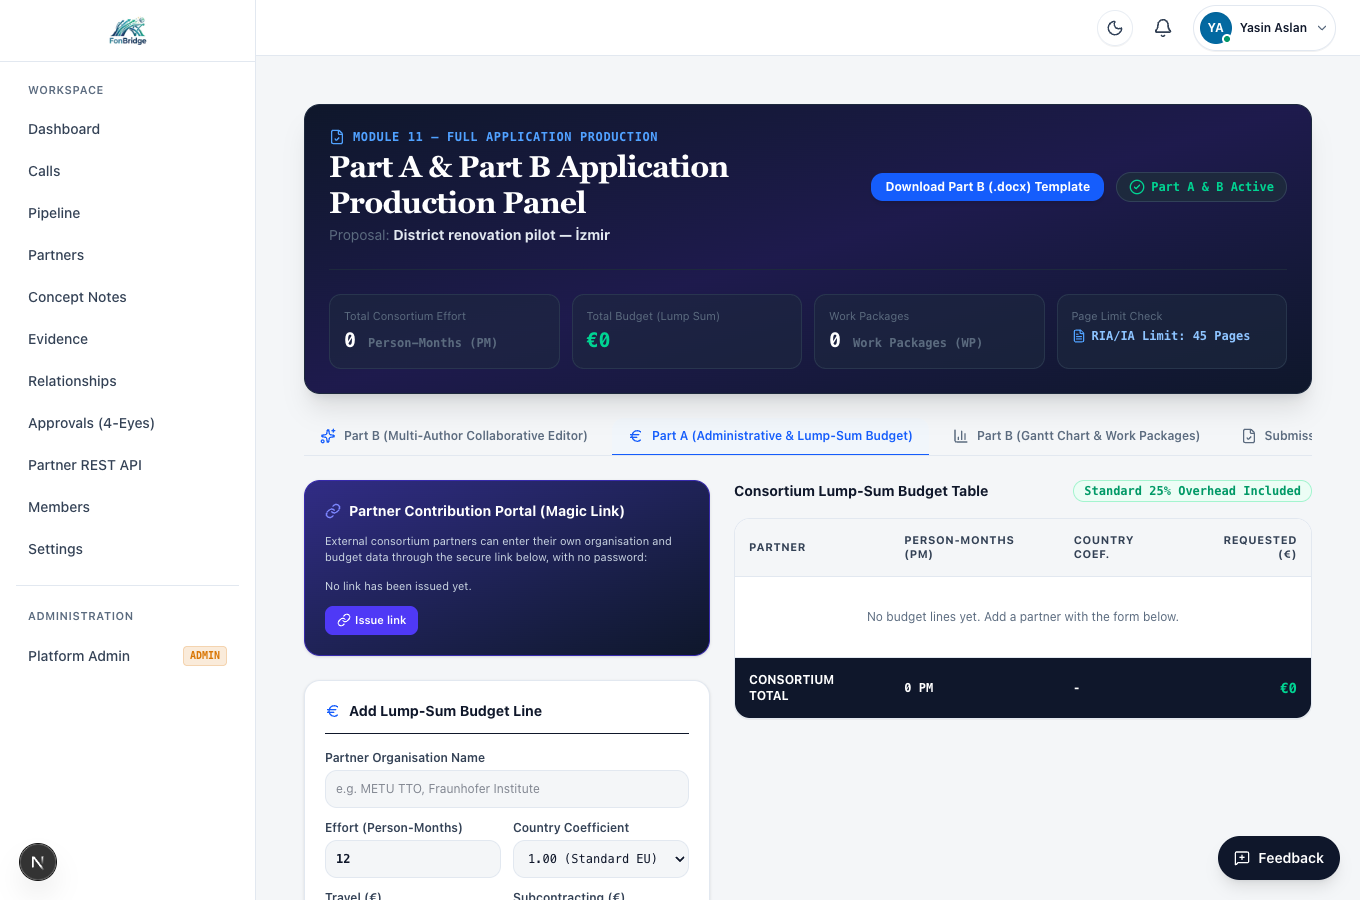 FonBridge
YA
Yasin Aslan
WORKSPACE
Dashboard
Calls
Pipeline
Partners
Concept Notes
Evidence
Relationships
Approvals (4-Eyes)
Partner REST API
Members
Settings
ADMINISTRATION
Platform Admin
ADMIN
N
MODULE 11 — FULL APPLICATION PRODUCTION
Part A & Part B Application
Production Panel
Proposal: District renovation pilot — İzmir
Download Part B (.docx) Template
Part A & B Active
Total Consortium Effort
0 Person-Months (PM)
Total Budget (Lump Sum)
€0
Work Packages
0 Work Packages (WP)
Page Limit Check
RIA/IA Limit: 45 Pages
Part B (Multi-Author Collaborative Editor)
Part A (Administrative & Lump-Sum Budget)
Part B (Gantt Chart & Work Packages)
Submiss
Partner Contribution Portal (Magic Link)
External consortium partners can enter their own organisation and
budget data through the secure link below, with no password:
No link has been issued yet.
Issue link
Add Lump-Sum Budget Line
Partner Organisation Name
e.g. METU TTO, Fraunhofer Institute
Effort (Person-Months)
Country Coefficient
12
1.00 (Standard EU)
Travel (€)
Subcontracting (€)
Consortium Lump-Sum Budget Table
Standard 25% Overhead Included
PARTNER
PERSON-MONTHS
(PM)
COUNTRY
COEF.
REQUESTED
(€)
No budget lines yet. Add a partner with the form below.
CONSORTIUM
TOTAL
0 PM
-
€0
Feedback